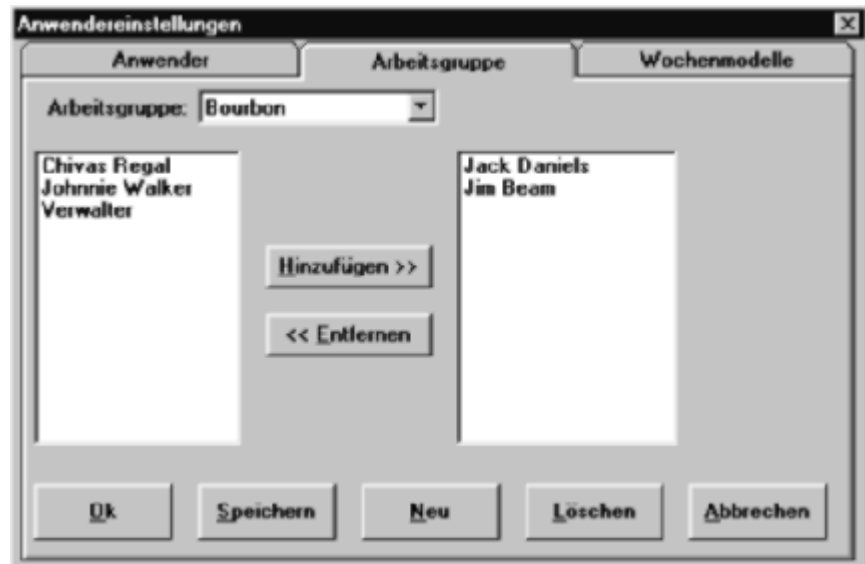 Anwendereinstellungen
Anwender Arbeitsgruppe Wochenmodelle
Arbeitsgruppe: Bourbon
Chivas Regal
Johnnie Walker
Verwalter
Hinzufügen >>
<< Entfernen
Jack Daniels
Jim Beam
Ok Speichern Neu Löschen Abbrechen